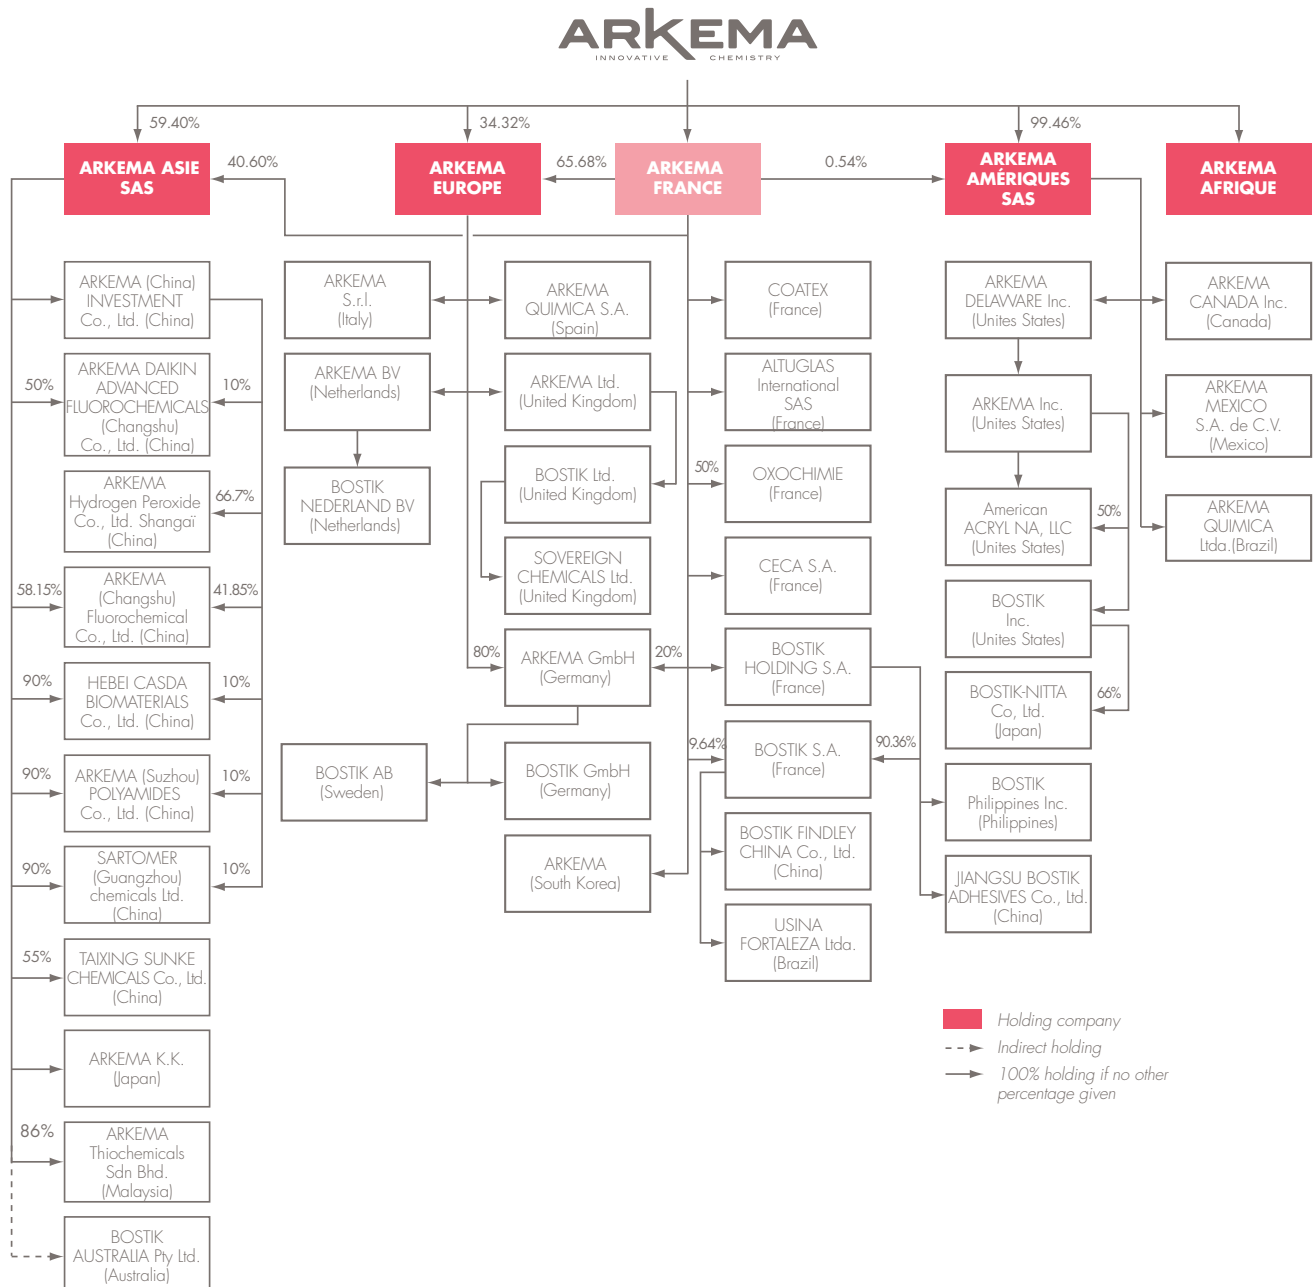 ARKEMA
INNOVATIVE CHEMISTRY
59.40%
34.32%
99.46%
ARKEMA ASIE
SAS
40.60%
ARKEMA
EUROPE
65.68%
ARKEMA
FRANCE
0.54%
ARKEMA
AMÉRIQUES
SAS
ARKEMA
AFRIQUE
ARKEMA (China)
INVESTMENT
Co., Ltd. (China)
50%
ARKEMA DAIKIN
ADVANCED
FLUOROCHEMICALS
(Changshu)
Co., Ltd. (China)
10%
ARKEMA
Hydrogen Peroxide
Co., Ltd. Shangaï
(China)
66.7%
58.15%
ARKEMA
(Changshu)
Fluorochemical
Co., Ltd. (China)
41.85%
90%
HEBEI CASDA
BIOMATERIALS
Co., Ltd. (China)
10%
90%
ARKEMA (Suzhou)
POLYAMIDES
Co., Ltd. (China)
10%
90%
SARTOMER
(Guangzhou)
chemicals Ltd.
(China)
10%
55%
TAIXING SUNKE
CHEMICALS Co., Ltd.
(China)
ARKEMA K.K.
(Japan)
86%
ARKEMA
Thiochemicals
Sdn Bhd.
(Malaysia)
BOSTIK
AUSTRALIA Pty Ltd.
(Australia)
ARKEMA
S.r.l.
(Italy)
ARKEMA BV
(Netherlands)
BOSTIK
NEDERLAND BV
(Netherlands)
BOSTIK AB
(Sweden)
ARKEMA
QUIMICA S.A.
(Spain)
ARKEMA Ltd.
(United Kingdom)
BOSTIK Ltd.
(United Kingdom)
SOVEREIGN
CHEMICALS Ltd.
(United Kingdom)
80%
ARKEMA GmbH
(Germany)
20%
BOSTIK GmbH
(Germany)
ARKEMA
(South Korea)
COATEX
(France)
ALTUGLAS
International
SAS
(France)
50%
OXOCHIMIE
(France)
CECA S.A.
(France)
BOSTIK
HOLDING S.A.
(France)
9.64%
BOSTIK S.A.
(France)
90.36%
BOSTIK FINDLEY
CHINA Co., Ltd.
(China)
USINA
FORTALEZA Ltda.
(Brazil)
ARKEMA
DELAWARE Inc.
(Unites States)
ARKEMA Inc.
(Unites States)
American
ACRYL NA, LLC
(Unites States)
50%
BOSTIK
Inc.
(Unites States)
BOSTIK-NITTA
Co, Ltd.
(Japan)
66%
BOSTIK
Philippines Inc.
(Philippines)
JIANGSU BOSTIK
ADHESIVES Co., Ltd.
(China)
ARKEMA
CANADA Inc.
(Canada)
ARKEMA
MEXICO
S.A. de C.V.
(Mexico)
ARKEMA
QUIMICA
Ltda.(Brazil)
Holding company
Indirect holding
100% holding if no other
percentage given